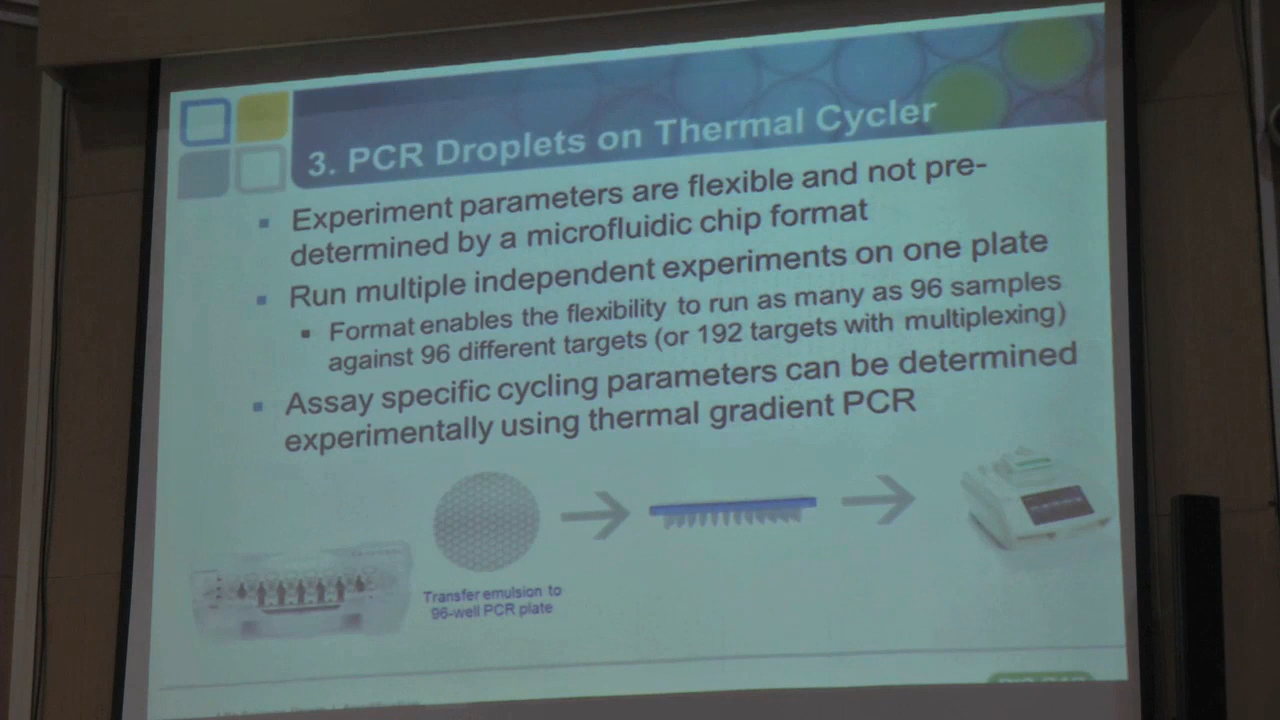 3. PCR Droplets on Thermal Cycler
Experiment parameters are flexible and not pre-
determined by a microfluidic chip format
Run multiple independent experiments on one plate
Format enables the flexibility to run as many as 96 samples
against 96 different targets (or 192 targets with multiplexing)
Assay specific cycling parameters can be determined
experimentally using thermal gradient PCR
Transfer emulsion to
96-well PCR plate